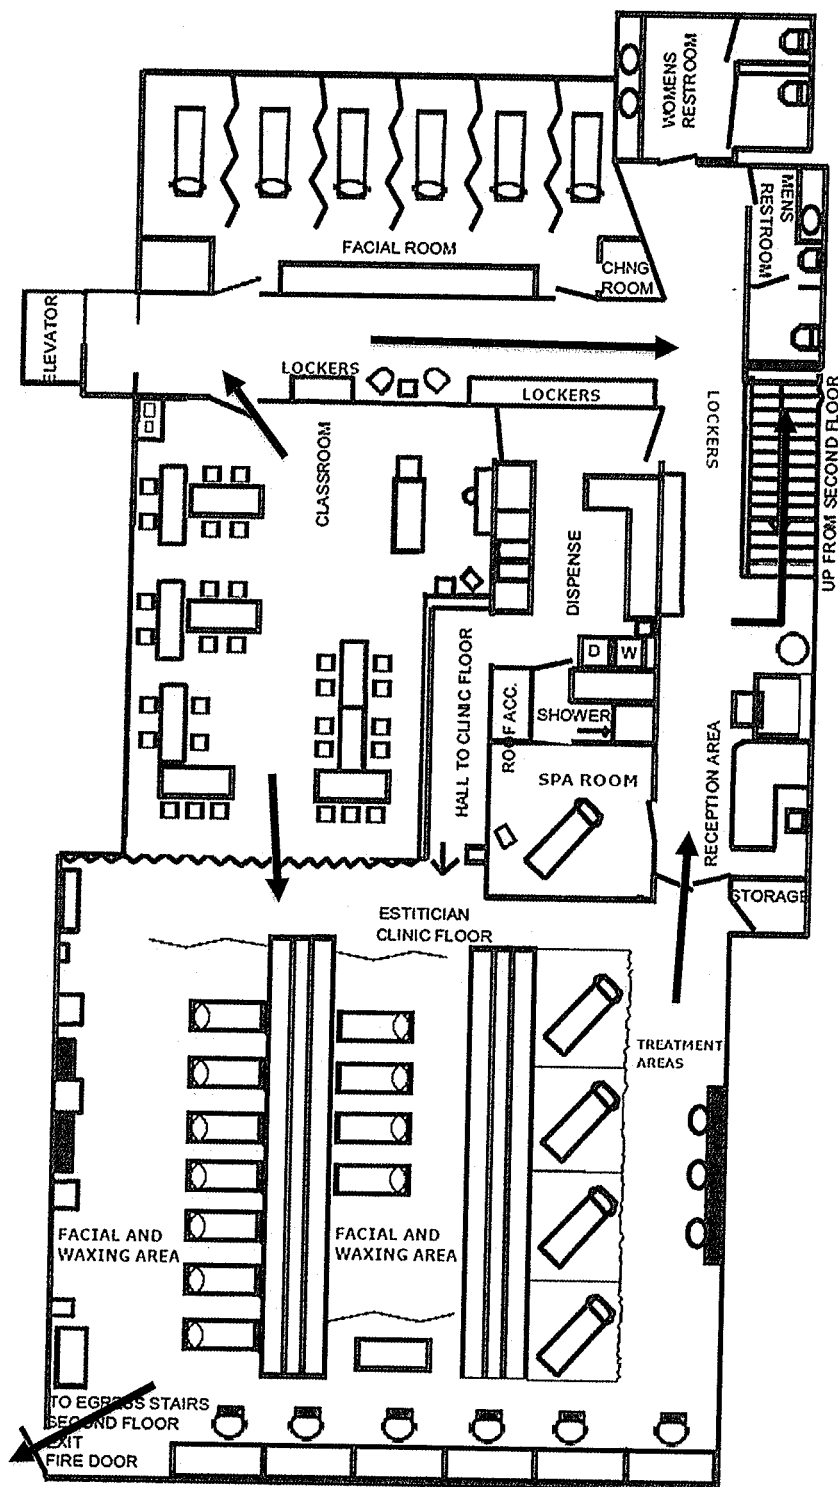 WOMENS
RESTROOM
MENS
RESTROOM
FACIAL ROOM
CHNG
ROOM
ELEVATOR
LOCKERS
LOCKERS
LOCKERS
UP FROM SECOND FLOOR
CLASSROOM
DISPENSE
D
W
HALL TO CLINIC FLOOR
ROOF ACC.
SHOWER
SPA ROOM
RECEPTION AREA
STORAGE
ESTITICIAN
CLINIC FLOOR
TREATMENT
AREAS
FACIAL AND
WAXING AREA
FACIAL AND
WAXING AREA
TO EGRESS STAIRS
SECOND FLOOR
EXIT
FIRE DOOR